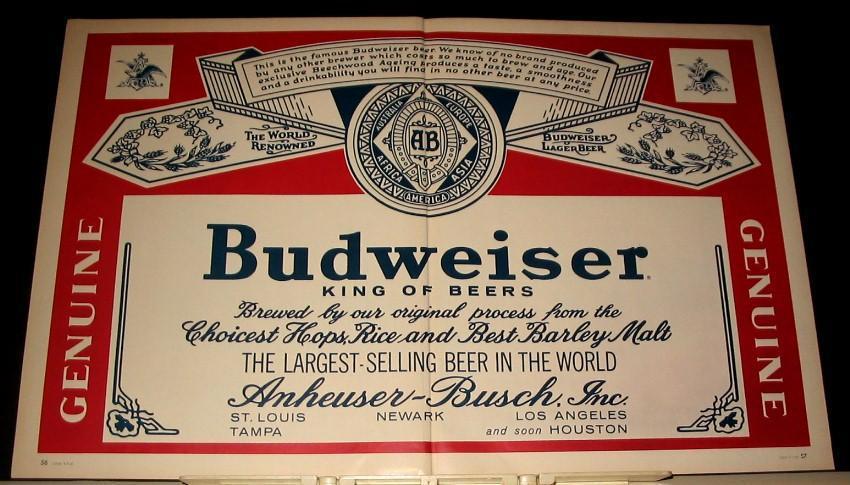 This is the famous Budweiser beer. We know of no brand produced
by any other brewer which costs so much to brew and age. Our
exclusive Beechwood Ageing produces a taste, a smoothness
and a drinkability you will find in no other beer at any price.
THE WORLD
RENOWNED
AUSTRALIA
EUROPE
AB
AFRICA
ASIA
AMERICA
BUDWEISER
LAGER BEER
GENUINE
GENUINE
Budweiser
KING OF BEERS
Brewed by our original process from the
Choicest Hops, Rice and Best Barley Malt
THE LARGEST-SELLING BEER IN THE WORLD
Anheuser-Busch, Inc.
ST. LOUIS NEWARK LOS ANGELES
TAMPA and soon HOUSTON
56
57